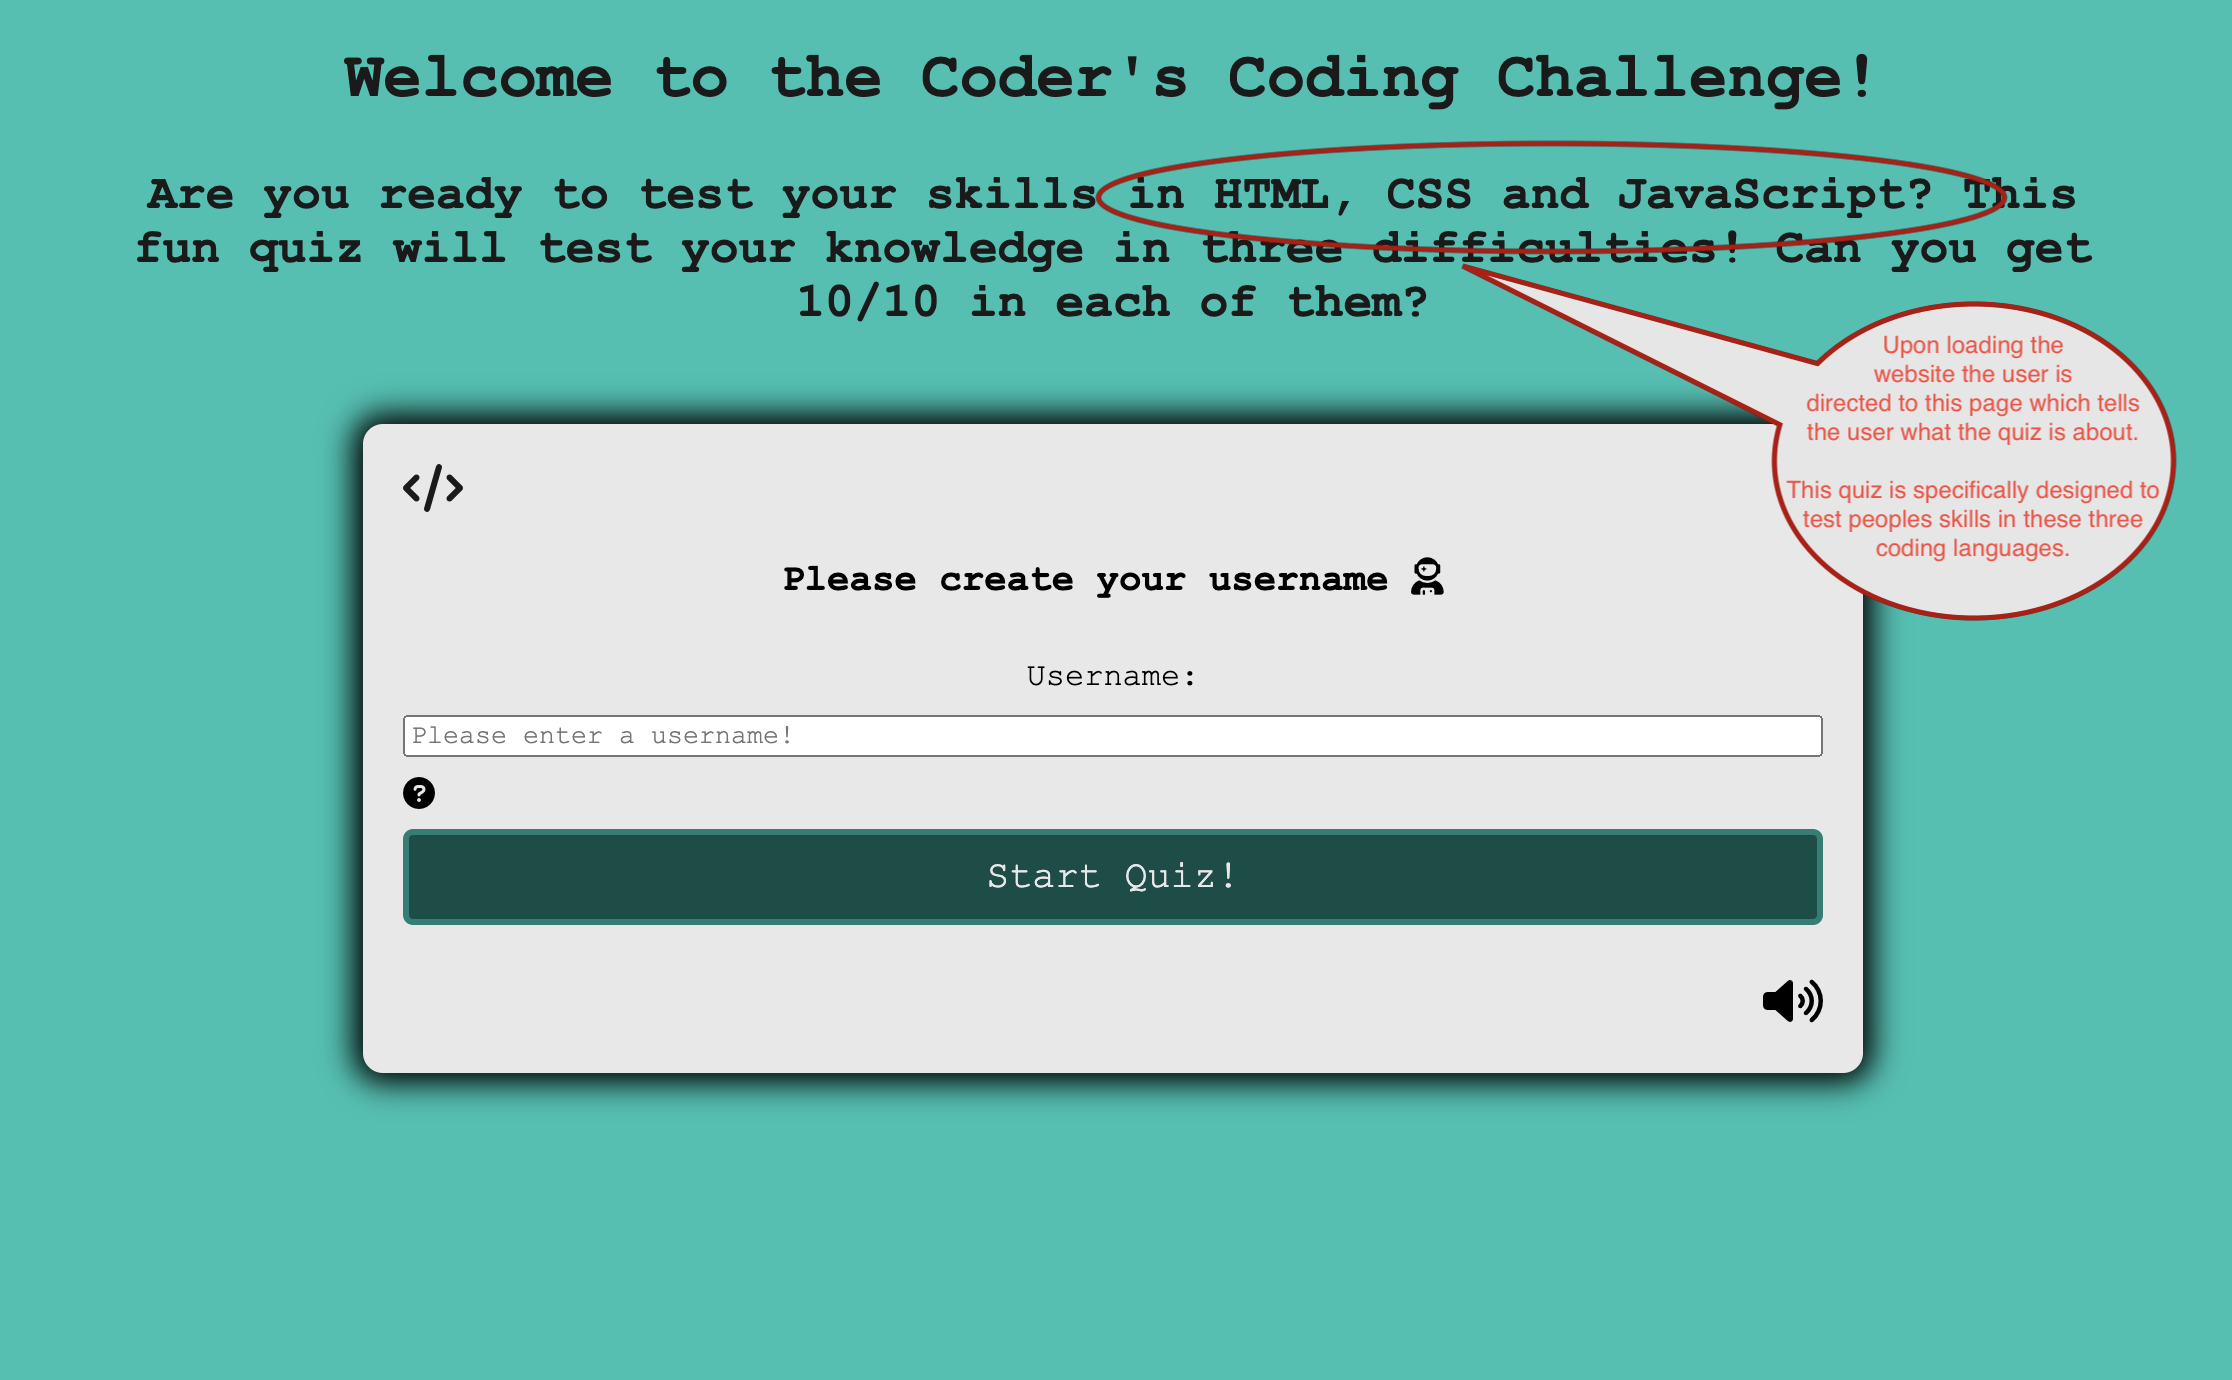 Welcome to the Coder's Coding Challenge!
Are you ready to test your skills in HTML, CSS and JavaScript? This
fun quiz will test your knowledge in three difficulties! Can you get
10/10 in each of them?
Upon loading the
website the user is
directed to this page which tells
the user what the quiz is about.
This quiz is specifically designed to
test peoples skills in these three
coding languages.
</>
Please create your username
Username:
Please enter a username!
?
Start Quiz!